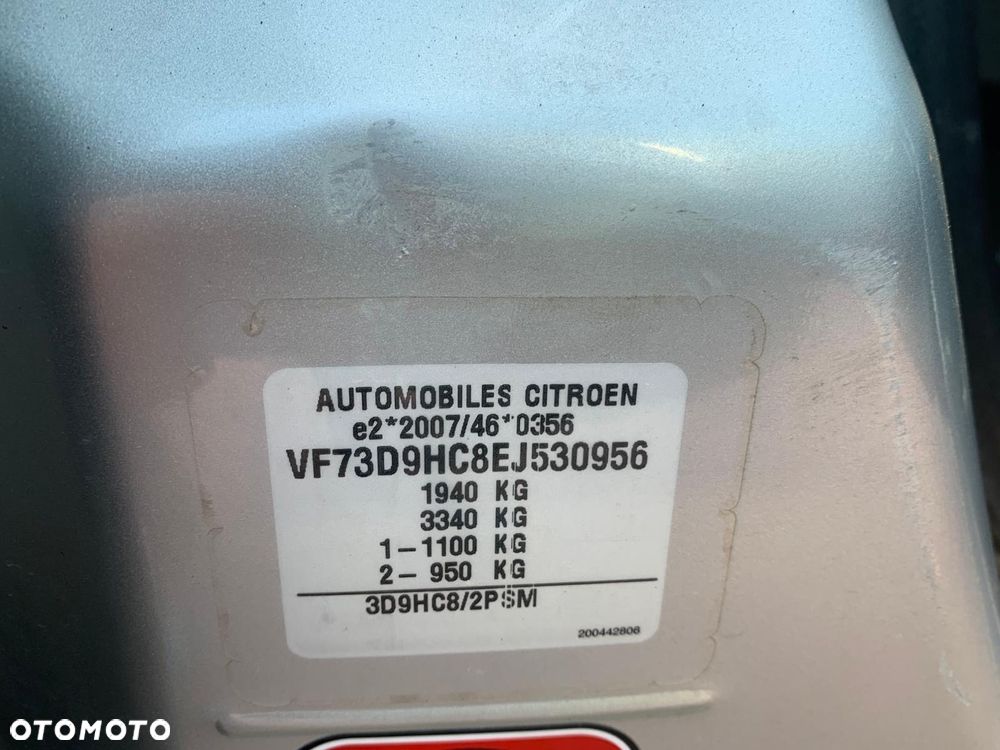 AUTOMOBILES CITROEN
e2*2007/46*0356
VF73D9HC8EJ530956
1940 KG
3340 KG
1-1100 KG
2- 950 KG
3D9HC8/2PSM
200442806
OTOMOTO